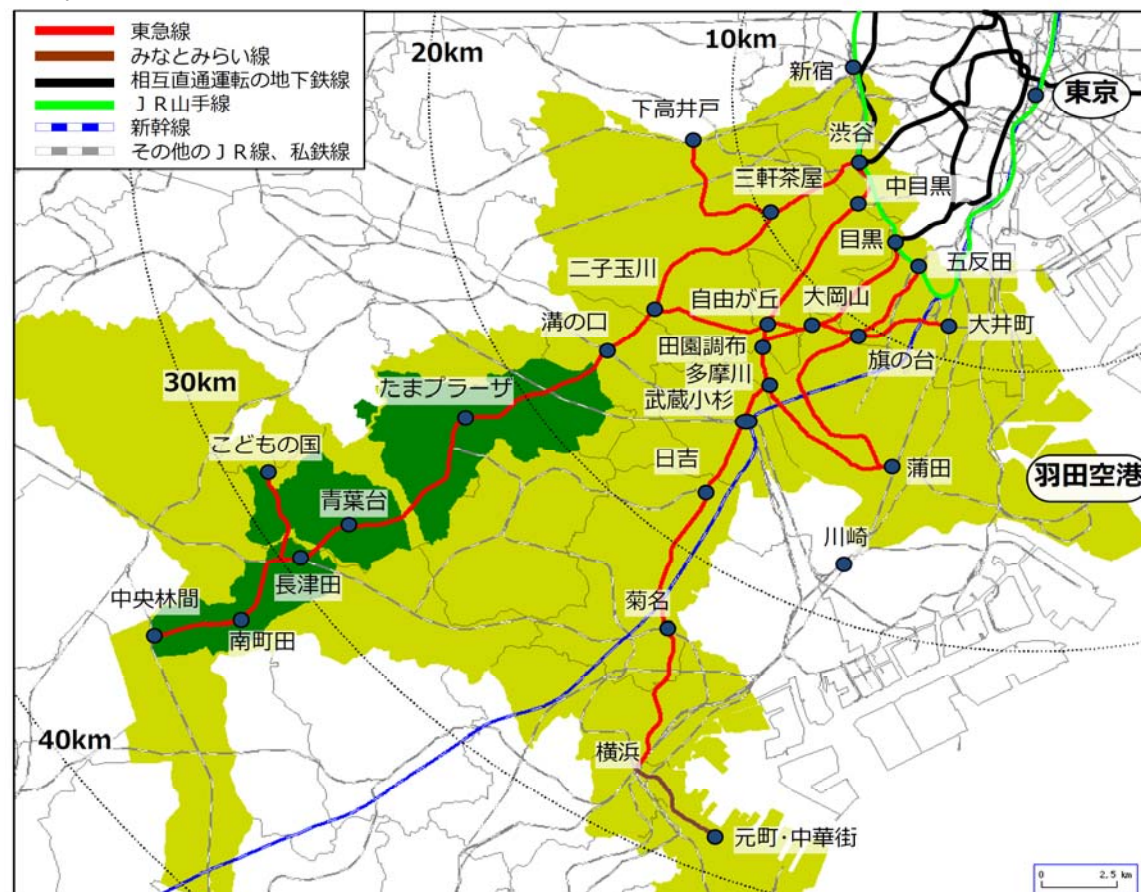 東急線
みなとみらい線
相互直通運転の地下鉄線
ＪＲ山手線
新幹線
その他のＪＲ線、私鉄線
20km
10km
新宿
東京
下高井戸
渋谷
三軒茶屋
中目黒
目黒
二子玉川
五反田
自由が丘
大岡山
溝の口
大井町
田園調布
旗の台
30km
たまプラーザ
多摩川
武蔵小杉
こどもの国
日吉
蒲田
羽田空港
青葉台
川崎
長津田
中央林間
菊名
南町田
40km
横浜
元町・中華街
0 2.5 km